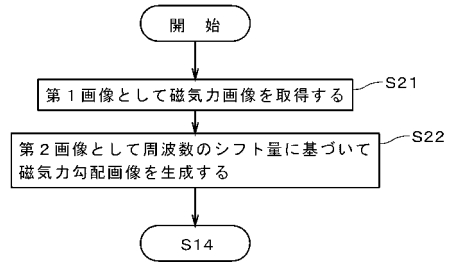 開 始
第1画像として磁気力画像を取得する
S21
第2画像として周波数のシフト量に基づいて
磁気力勾配画像を生成する
S22
S14